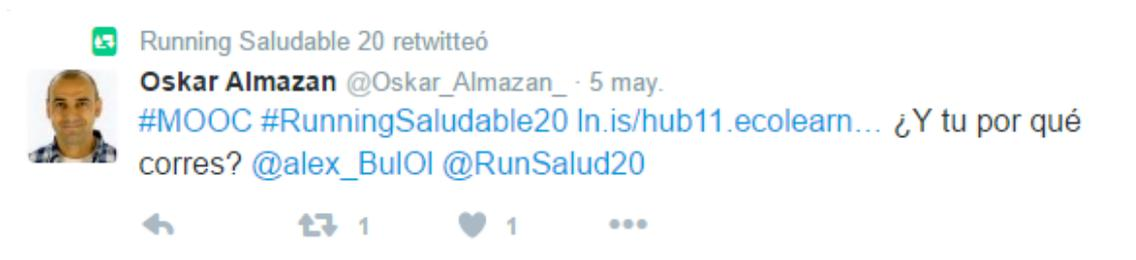 Running Saludable 20 retwitteó
Oskar Almazan @Oskar_Almazan_ · 5 may.
#MOOC #RunningSaludable20 ln.is/hub11.ecolearn… ¿Y tu por qué
corres? @alex_BulOl @RunSalud20
1 1